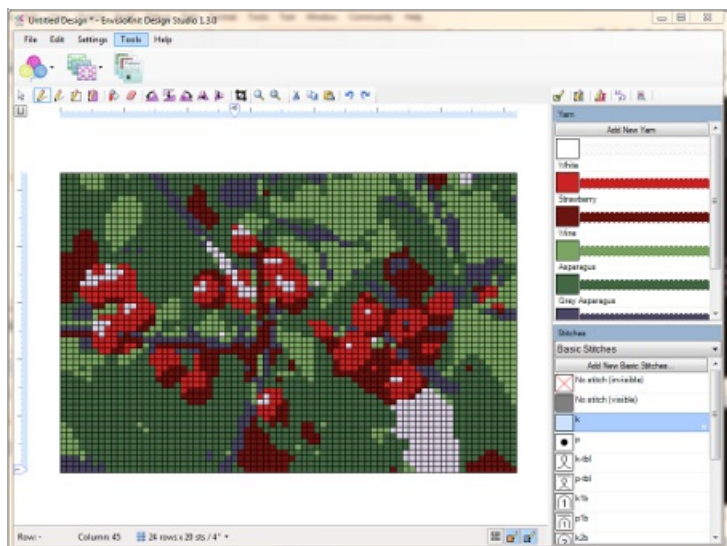 Untitled Design * - EnvisioKnit Design Studio 1.3.0
File Edit Settings Tools Help
Yarn
Add New Yarn
White
Strawberry
Wine
Asparagus
Grey Asparagus
Stitches
Basic Stitches
Add New Basic Stitches...
No stitch (invisible)
No stitch (visible)
k
p
k-tbl
p-tbl
k1b
p1b
k2b
Row: - Column 45 24 rows x 20 sts / 4"